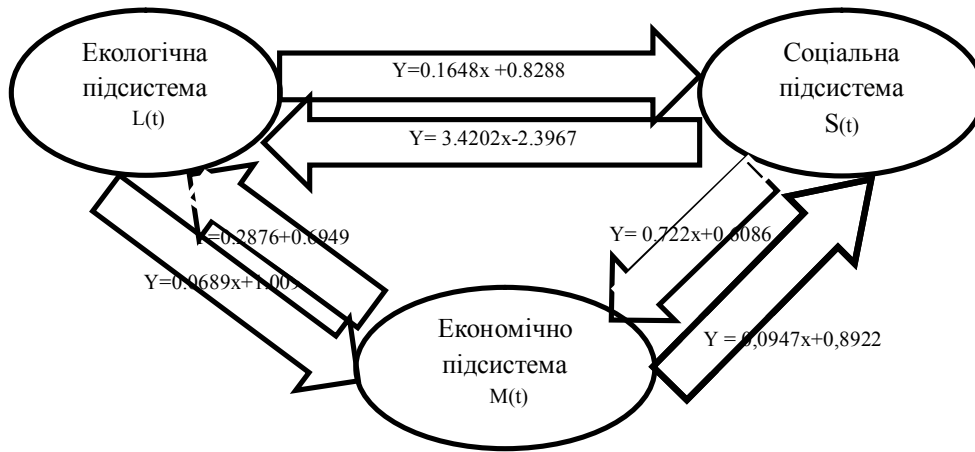 Екологічна
підсистема
L(t)
Соціальна
підсистема
S(t)
Y=0.1648x +0.8288
Y= 3.4202x-2.3967
Y=0.2876+0.6949
Y= 0,722x+0,6086
Y=0.0689x+1,009
Y = 0,0947x+0,8922
Економічно
підсистема
M(t)